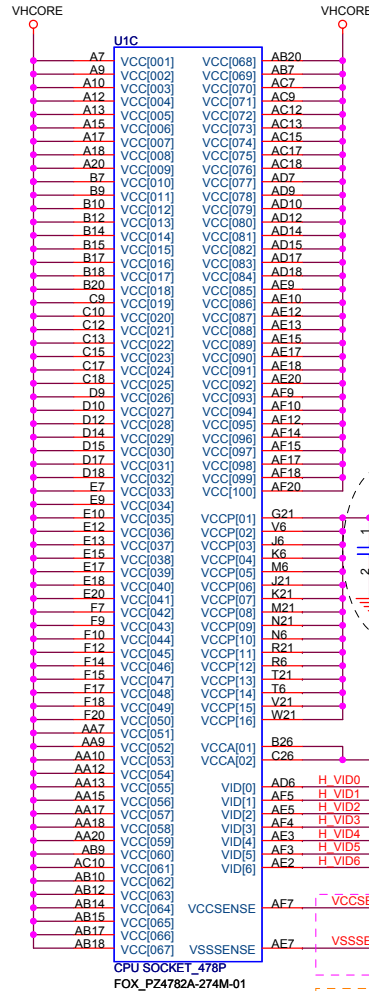 VHCORE VHCORE
U1C
A7 VCC[001] VCC[068] AB20
A9 VCC[002] VCC[069] AB7
A10 VCC[003] VCC[070] AC7
A12 VCC[004] VCC[071] AC9
A13 VCC[005] VCC[072] AC12
A15 VCC[006] VCC[073] AC13
A17 VCC[007] VCC[074] AC15
A18 VCC[008] VCC[075] AC17
A20 VCC[009] VCC[076] AC18
B7 VCC[010] VCC[077] AD7
B9 VCC[011] VCC[078] AD9
B10 VCC[012] VCC[079] AD10
B12 VCC[013] VCC[080] AD12
B14 VCC[014] VCC[081] AD14
B15 VCC[015] VCC[082] AD15
B17 VCC[016] VCC[083] AD17
B18 VCC[017] VCC[084] AD18
B20 VCC[018] VCC[085] AE9
C9 VCC[019] VCC[086] AE10
C10 VCC[020] VCC[087] AE12
C12 VCC[021] VCC[088] AE13
C13 VCC[022] VCC[089] AE15
C15 VCC[023] VCC[090] AE17
C17 VCC[024] VCC[091] AE18
C18 VCC[025] VCC[092] AE20
D9 VCC[026] VCC[093] AF9
D10 VCC[027] VCC[094] AF10
D12 VCC[028] VCC[095] AF12
D14 VCC[029] VCC[096] AF14
D15 VCC[030] VCC[097] AF15
D17 VCC[031] VCC[098] AF17
D18 VCC[032] VCC[099] AF18
E7 VCC[033] VCC[100] AF20
E9 VCC[034]
E10 VCC[035] VCCP[01] G21
E12 VCC[036] VCCP[02] V6 1
E13 VCC[037] VCCP[03] J6
E15 VCC[038] VCCP[04] K6
E17 VCC[039] VCCP[05] M6 2
E18 VCC[040] VCCP[06] J21
E20 VCC[041] VCCP[07] K21
F7 VCC[042] VCCP[08] M21
F9 VCC[043] VCCP[09] N21
F10 VCC[044] VCCP[10] N6
F12 VCC[045] VCCP[11] R21
F14 VCC[046] VCCP[12] R6
F15 VCC[047] VCCP[13] T21
F17 VCC[048] VCCP[14] T6
F18 VCC[049] VCCP[15] V21
F20 VCC[050] VCCP[16] W21
AA7 VCC[051]
AA9 VCC[052] VCCA[01] B26
AA10 VCC[053] VCCA[02] C26
AA12 VCC[054]
AA13 VCC[055] VID[0] AD6 H_VID0
AA15 VCC[056] VID[1] AF5 H_VID1
AA17 VCC[057] VID[2] AE5 H_VID2
AA18 VCC[058] VID[3] AF4 H_VID3
AA20 VCC[059] VID[4] AE3 H_VID4
AB9 VCC[060] VID[5] AF3 H_VID5
AC10 VCC[061] VID[6] AE2 H_VID6
AB10 VCC[062]
AB12 VCC[063]
AB14 VCC[064] VCCSENSE AF7 VCCSE
AB15 VCC[065]
AB17 VCC[066]
AB18 VCC[067] VSSSENSE AE7 VSSSE
CPU SOCKET_478P
FOX_PZ4782A-274M-01